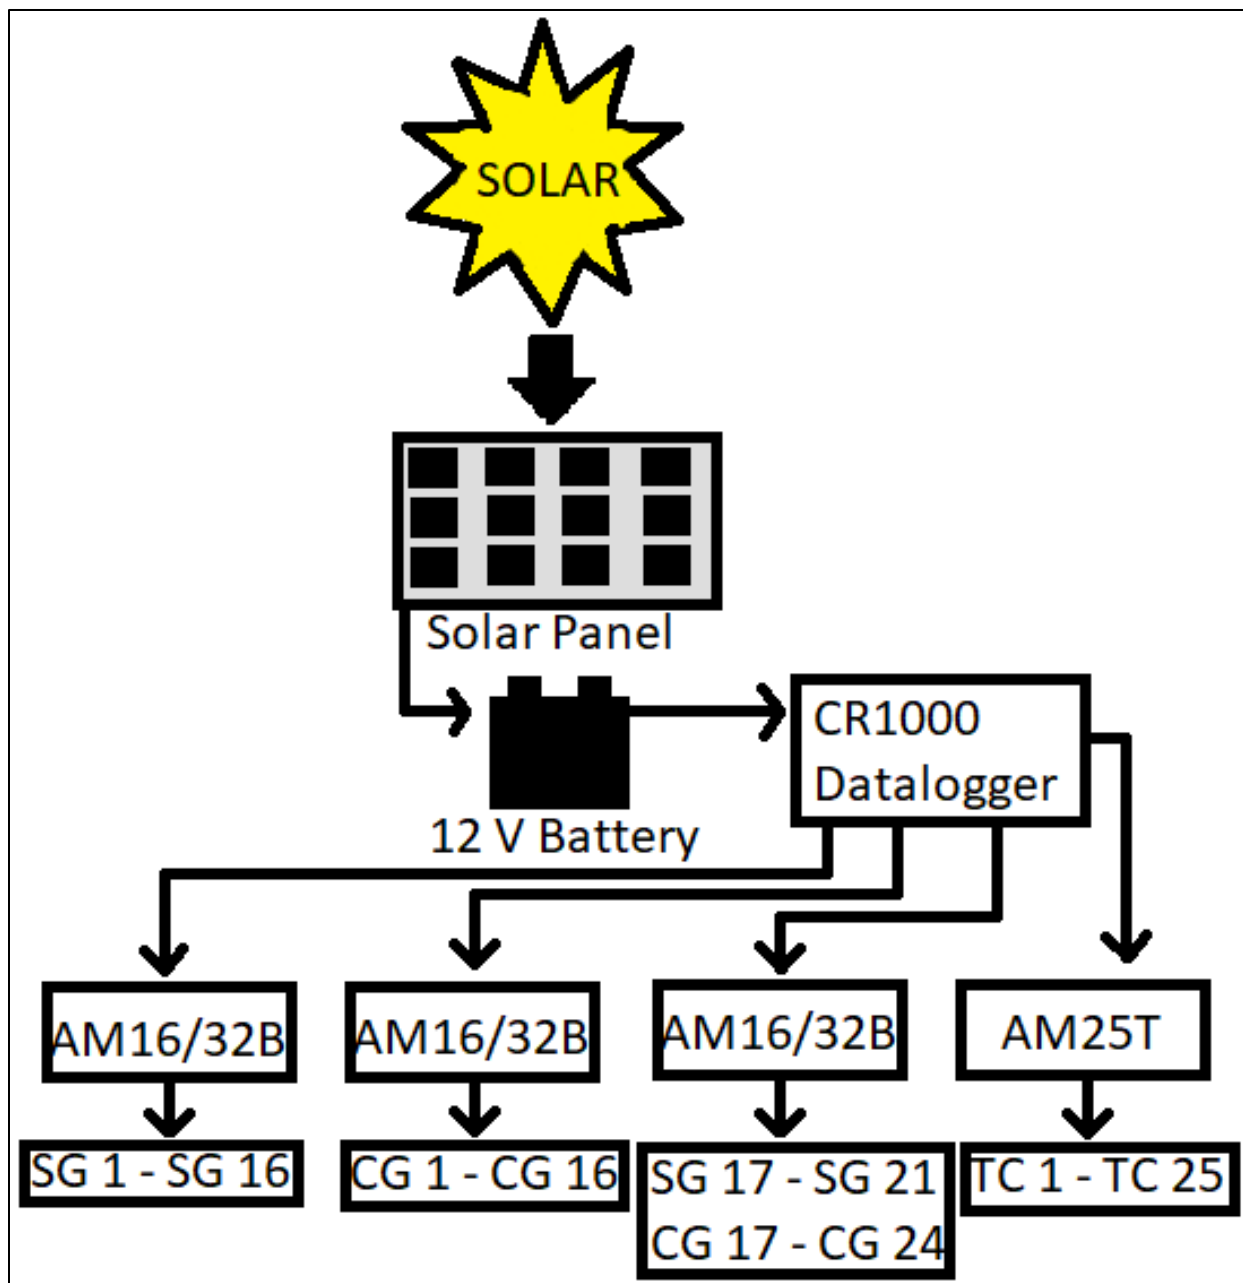 SOLAR
Solar Panel
12 V Battery
CR1000
Datalogger
AM16/32B
AM16/32B
AM16/32B
AM25T
SG 1 - SG 16
CG 1 - CG 16
SG 17 - SG 21
CG 17 - CG 24
TC 1 - TC 25